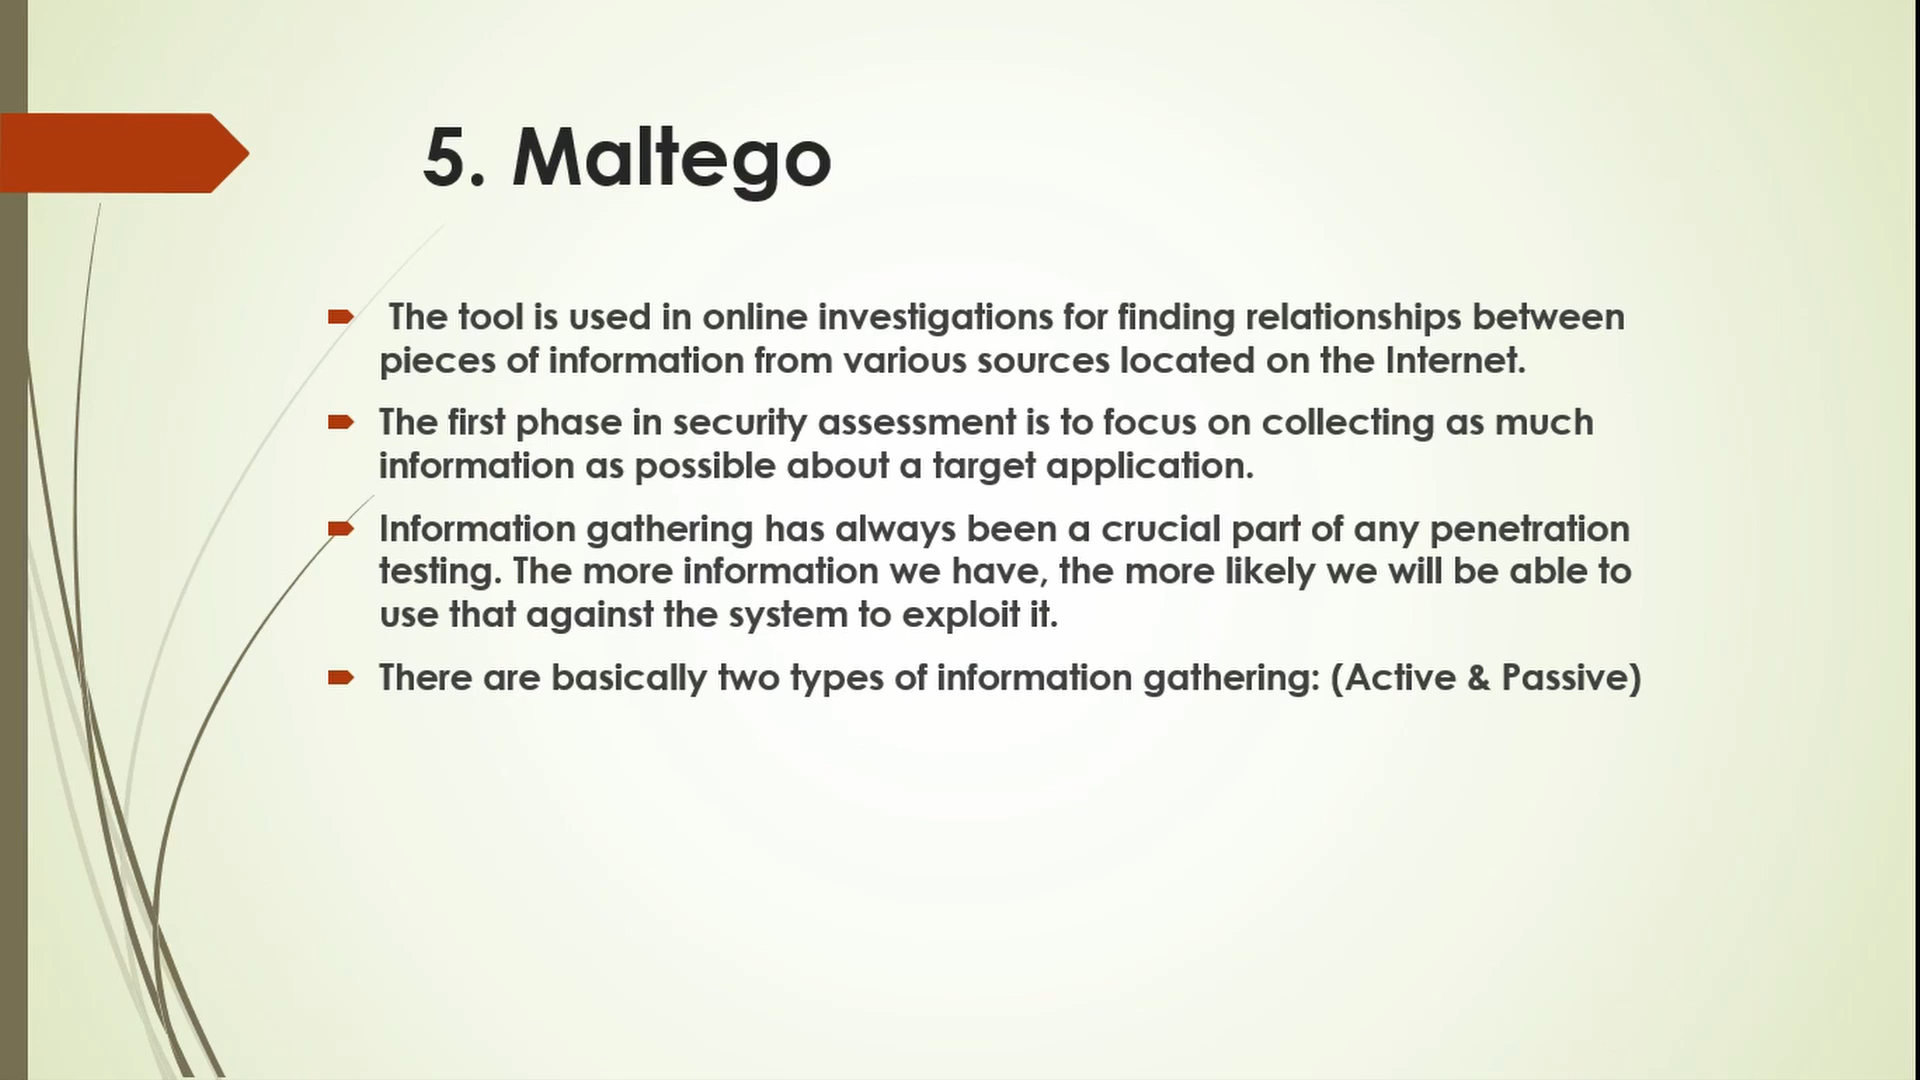 5. Maltego
The tool is used in online investigations for finding relationships between
pieces of information from various sources located on the Internet.
The first phase in security assessment is to focus on collecting as much
information as possible about a target application.
Information gathering has always been a crucial part of any penetration
testing. The more information we have, the more likely we will be able to
use that against the system to exploit it.
There are basically two types of information gathering: (Active & Passive)